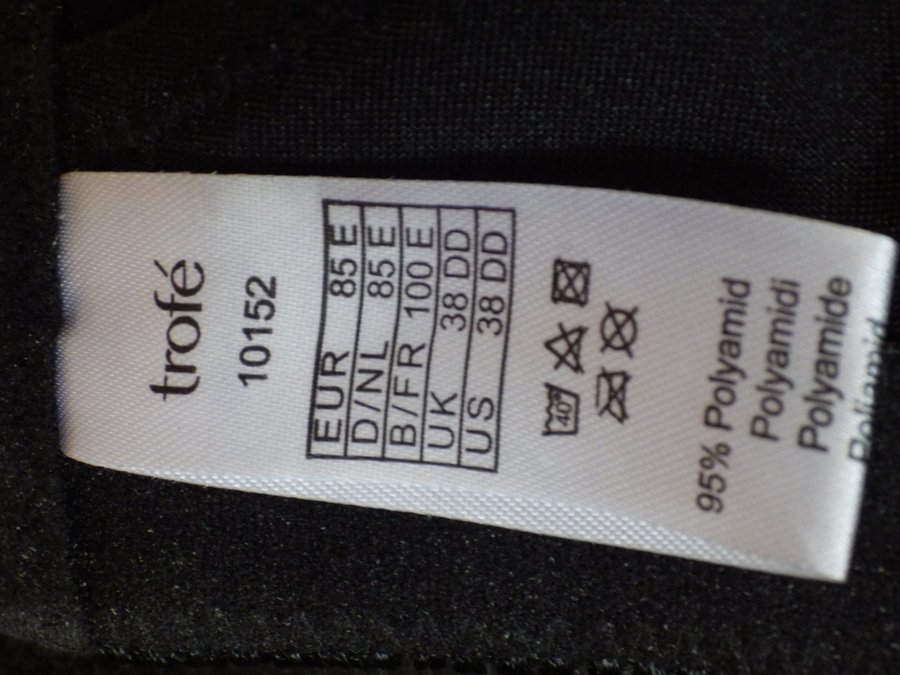 trofé
10152
EUR 85 E
D/NL 85 E
B/FR 100 E
UK 38 DD
US 38 DD
40°
95% Polyamid
Polyamidi
Polyamide
Poliamid